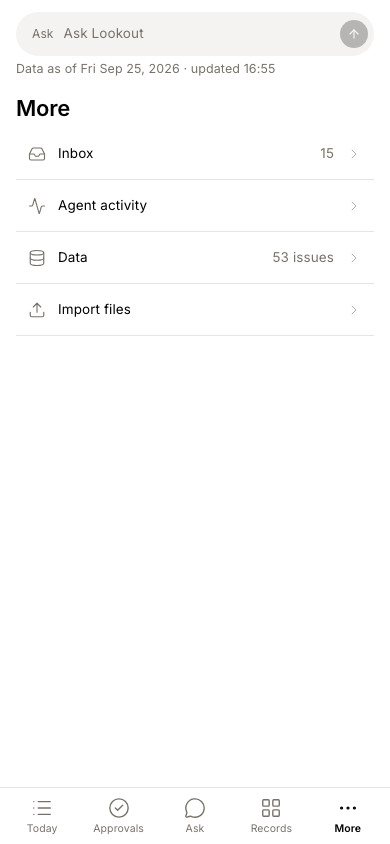 Ask Ask Lookout
Data as of Fri Sep 25, 2026 · updated 16:55
More
Inbox 15
Agent activity
Data 53 issues
Import files
Today Approvals Ask Records More